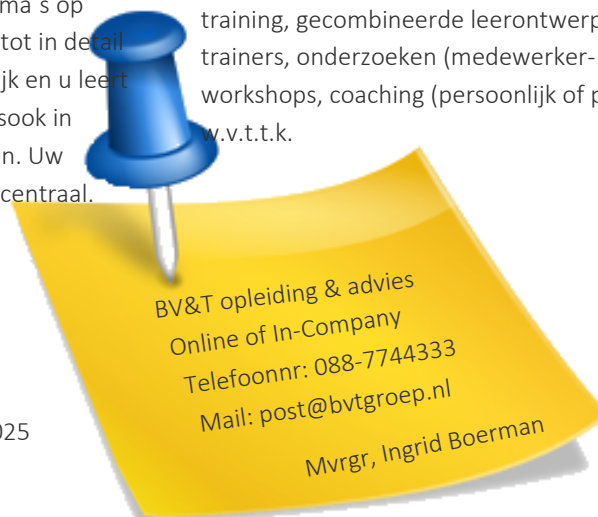 ma's op
tot in detail
jk en u leert
sook in
n. Uw
centraal.
training, gecombineerde leerontwerp
trainers, onderzoeken (medewerker-
workshops, coaching (persoonlijk of p
w.v.t.t.k.
BV&T opleiding & advies
Online of In-Company
Telefoonnr: 088-7744333
Mail: post@bvtgroep.nl
Mvrgr, Ingrid Boerman
025